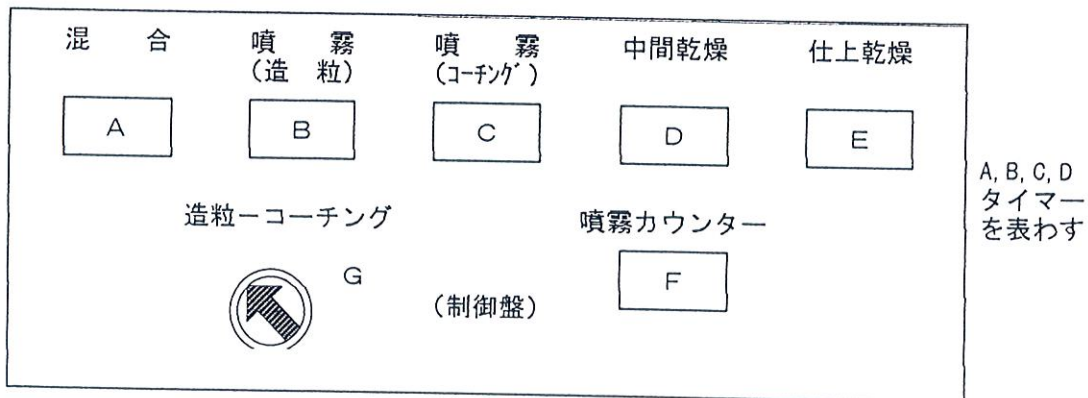 混 合
噴 霧
(造 粒)
噴 霧
(ｺｰﾁﾝｸﾞ)
中間乾燥
仕上乾燥
A
B
C
D
E
A, B, C, D
タイマー
を表わす
造粒ーコーチング
噴霧カウンター
G
F
(制御盤)